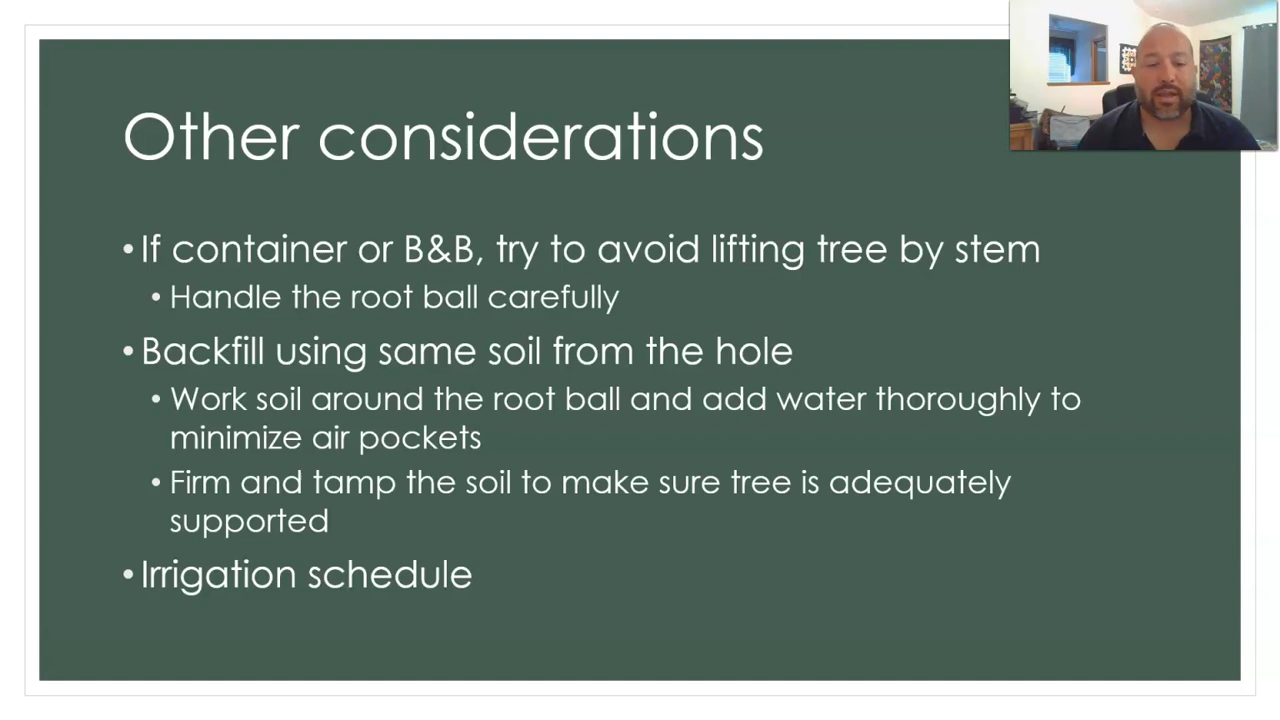 Other considerations
• If container or B&B, try to avoid lifting tree by stem
• Handle the root ball carefully
• Backfill using same soil from the hole
• Work soil around the root ball and add water thoroughly to
minimize air pockets
• Firm and tamp the soil to make sure tree is adequately
supported
• Irrigation schedule